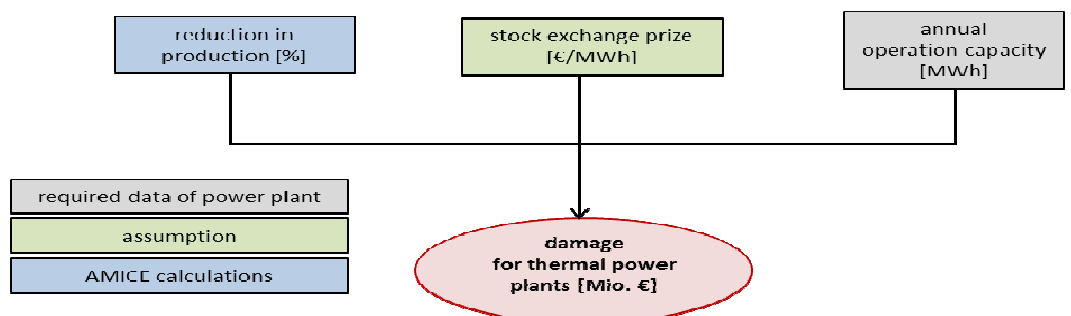 reduction in
production [%]
stock exchange prize
[€/MWh]
annual
operation capacity
[MWh]
required data of power plant
assumption
AMICE calculations
damage
for thermal power
plants [Mio. €]